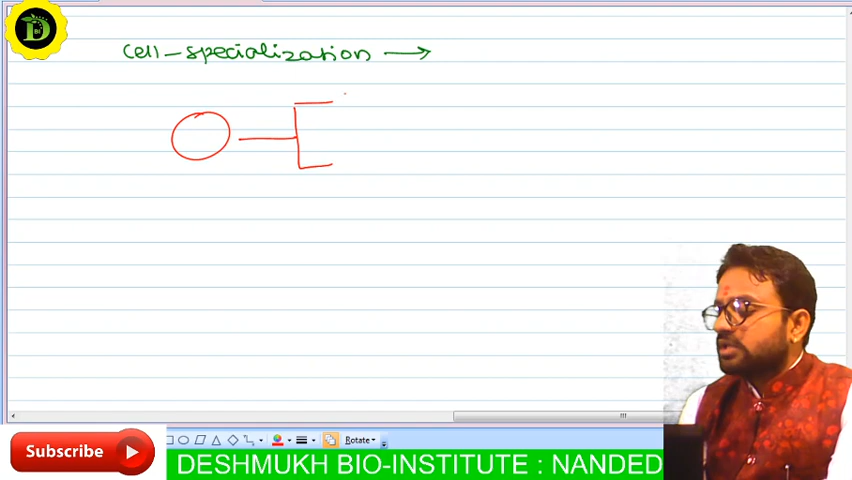 Cell-specialization →
Rotate
Subscribe
DESHMUKH BIO-INSTITUTE : NANDED